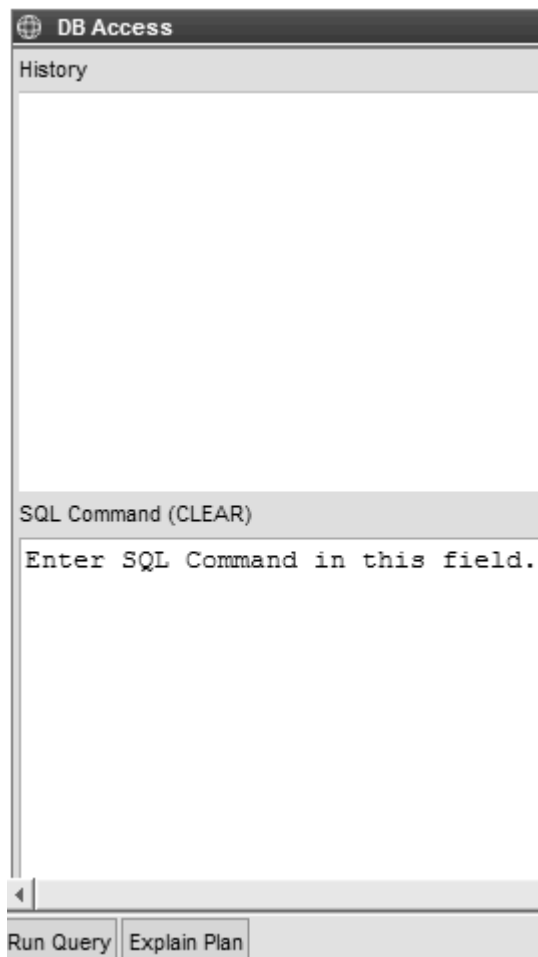 DB Access
History
SQL Command (CLEAR)
Enter SQL Command in this field.
Run Query Explain Plan